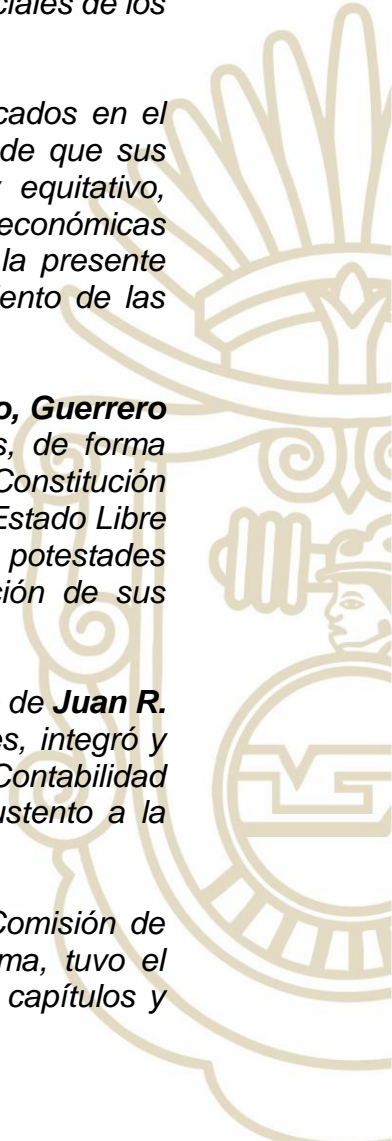 ciales de los
cados en el
de que sus
equitativo,
económicas
la presente
ento de las
o, Guerrero
s, de forma
Constitución
Estado Libre
potestades
ción de sus
de Juan R.
es, integró y
Contabilidad
ustento a la
Comisión de
ma, tuvo el
capítulos y